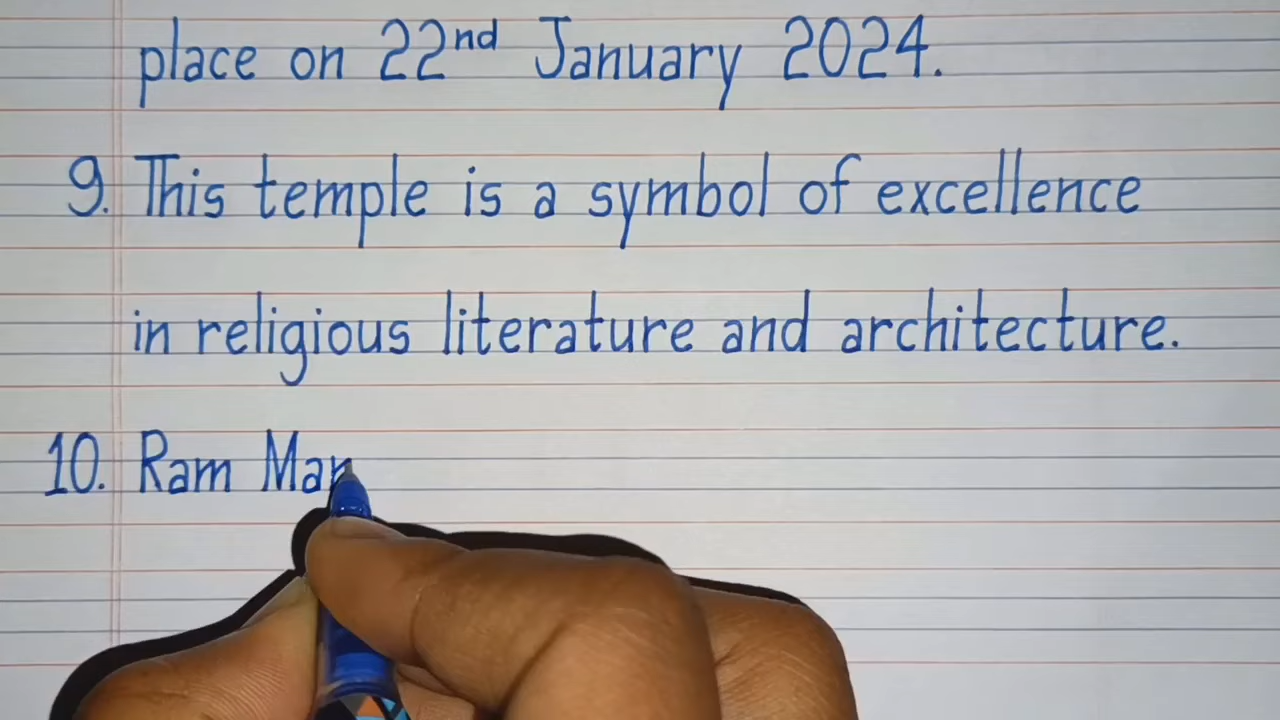 place on 22nd January 2024.
9. This temple is a symbol of excellence
in religious literature and architecture.
10. Ram